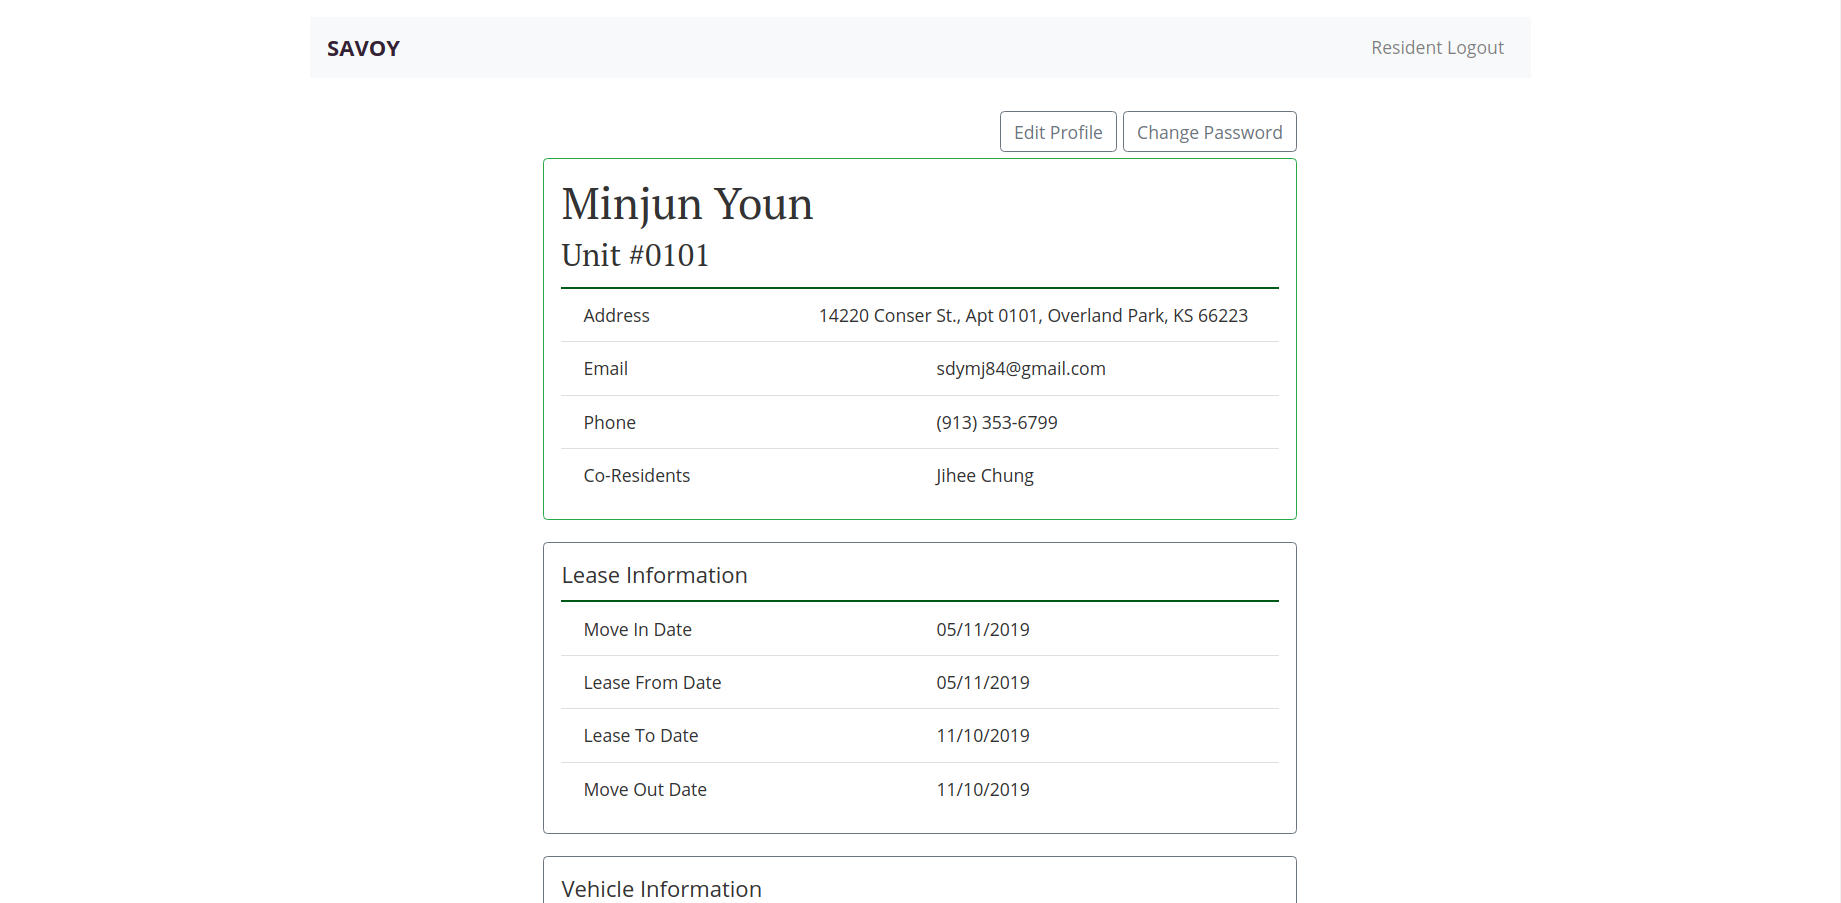 SAVOY
Resident Logout
Edit Profile
Change Password
Minjun Youn
Unit #0101
Address 14220 Conser St., Apt 0101, Overland Park, KS 66223
Email sdymj84@gmail.com
Phone (913) 353-6799
Co-Residents Jihee Chung
Lease Information
Move In Date 05/11/2019
Lease From Date 05/11/2019
Lease To Date 11/10/2019
Move Out Date 11/10/2019
Vehicle Information